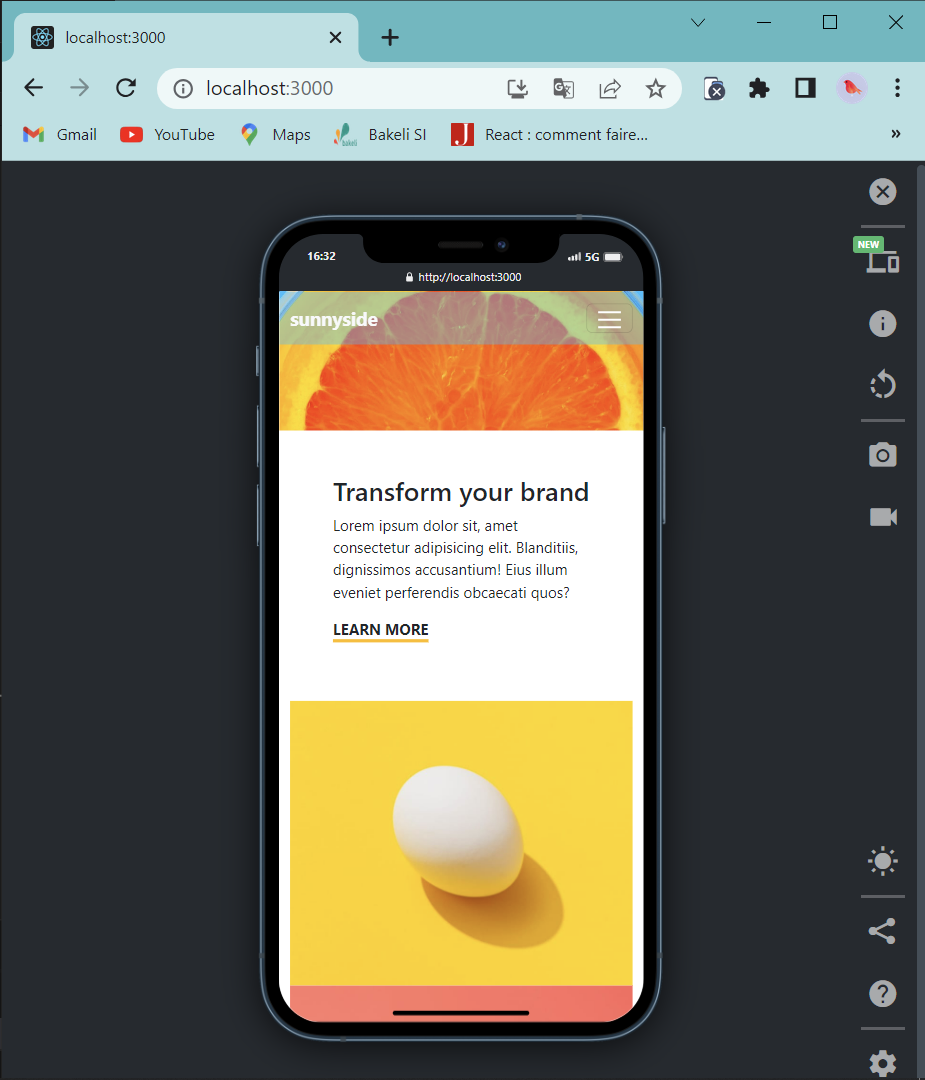 localhost:3000
localhost:3000
Gmail
YouTube
Maps
bakeli
Bakeli SI
J
React : comment faire...
»
NEW
16:32
5G
http://localhost:3000
sunnyside
Transform your brand
Lorem ipsum dolor sit, amet
consectetur adipisicing elit. Blanditiis,
dignissimos accusantium! Eius illum
eveniet perferendis obcaecati quos?
LEARN MORE